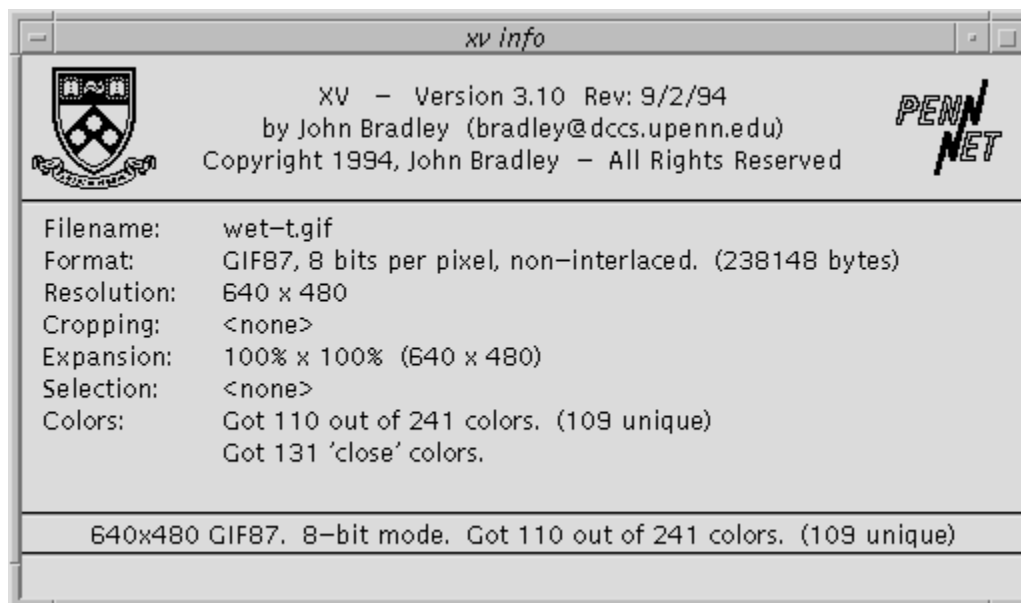 xv info
XV – Version 3.10 Rev: 9/2/94
by John Bradley (bradley@dccs.upenn.edu)
Copyright 1994, John Bradley – All Rights Reserved
PENN
NET
Filename: wet–t.gif
Format: GIF87, 8 bits per pixel, non–interlaced. (238148 bytes)
Resolution: 640 x 480
Cropping: <none>
Expansion: 100% x 100% (640 x 480)
Selection: <none>
Colors: Got 110 out of 241 colors. (109 unique)
Got 131 'close' colors.
640x480 GIF87. 8–bit mode. Got 110 out of 241 colors. (109 unique)